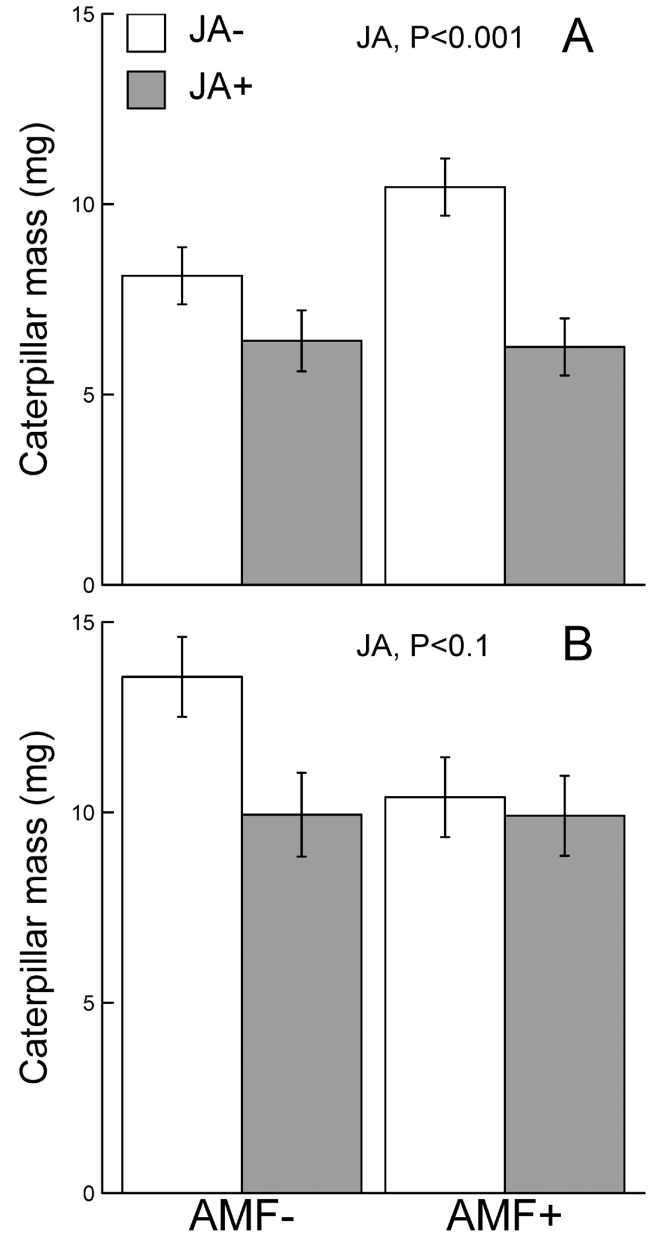 15
JA-
JA, P<0.001
A
JA+
10
5
0
Caterpillar mass (mg)
15
JA, P<0.1
B
10
5
0
Caterpillar mass (mg)
AMF-
AMF+